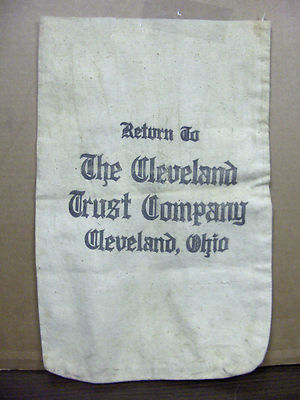 Return To
The Cleveland
Trust Company
Cleveland, Ohio